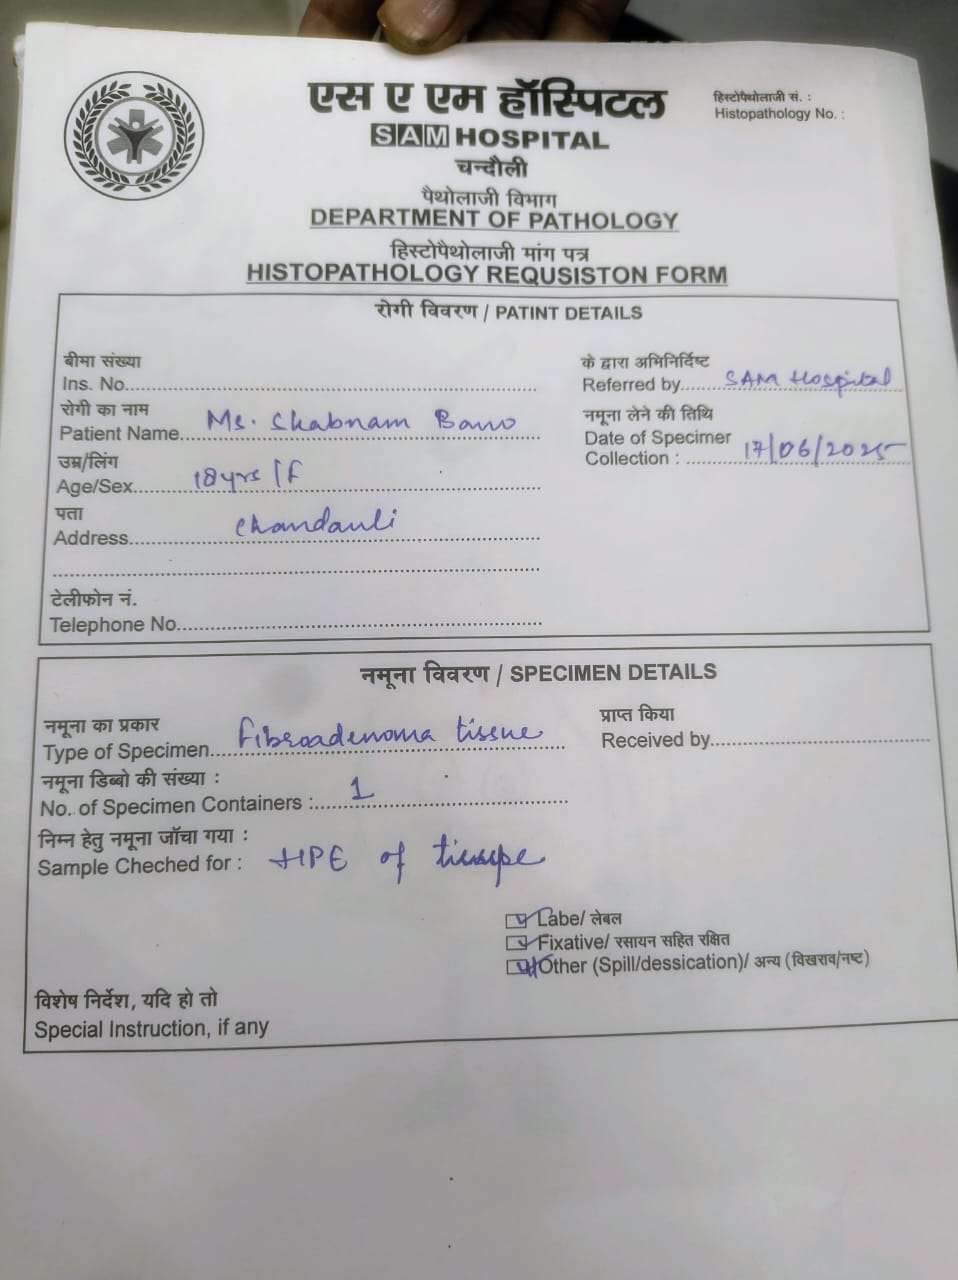 एस ए एम हॉस्पिटल
SAM HOSPITAL
चन्दौली
हिस्टोपैथोलाजी सं. :
Histopathology No. :
पैथोलाजी विभाग
DEPARTMENT OF PATHOLOGY
हिस्टोपैथोलाजी मांग पत्र
HISTOPATHOLOGY REQUSISTON FORM
रोगी विवरण / PATINT DETAILS
बीमा संख्या
Ins. No.
के द्वारा अभिनिर्दिष्ट
Referred by SAM Hospital
रोगी का नाम
Patient Name Ms. Shabnam Bano
नमूना लेने की तिथि
Date of Specimen
Collection : 17/06/2025
उम्र/लिंग
Age/Sex 18yrs / F
पता
Address Chandauli
टेलीफोन नं.
Telephone No.
नमूना विवरण / SPECIMEN DETAILS
नमूना का प्रकार
Type of Specimen Fibroadenoma tissue
प्राप्त किया
Received by
नमूना डिब्बो की संख्या :
No. of Specimen Containers : 1
निम्न हेतु नमूना जॉचा गया :
Sample Cheched for : HPE of
Labe/ लेबल
Fixative/ रसायन सहित रक्षित
Other (Spill/dessication)/ अन्य (विखराव/नष्ट)
विशेष निर्देश, यदि हो तो
Special Instruction, if any